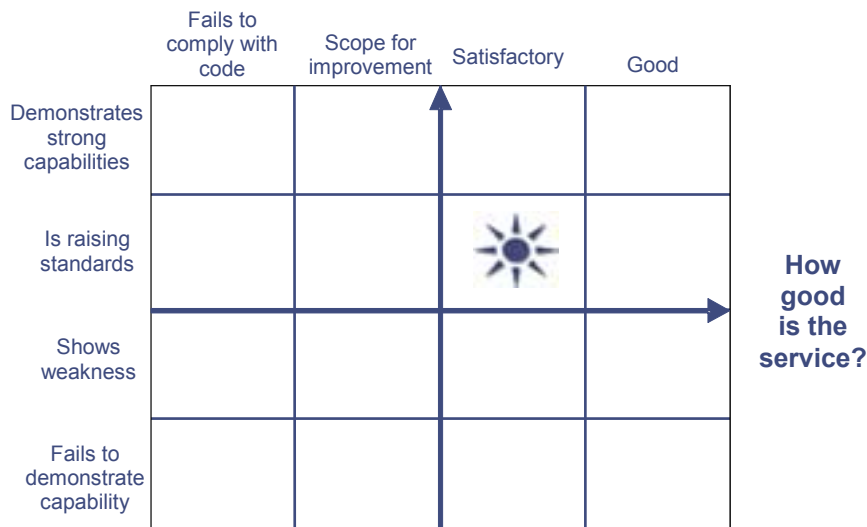 Fails to
comply with
code
Scope for
improvement
Satisfactory
Good
Demonstrates
strong
capabilities
Is raising
standards
How
good
is the
service?
Shows
weakness
Fails to
demonstrate
capability